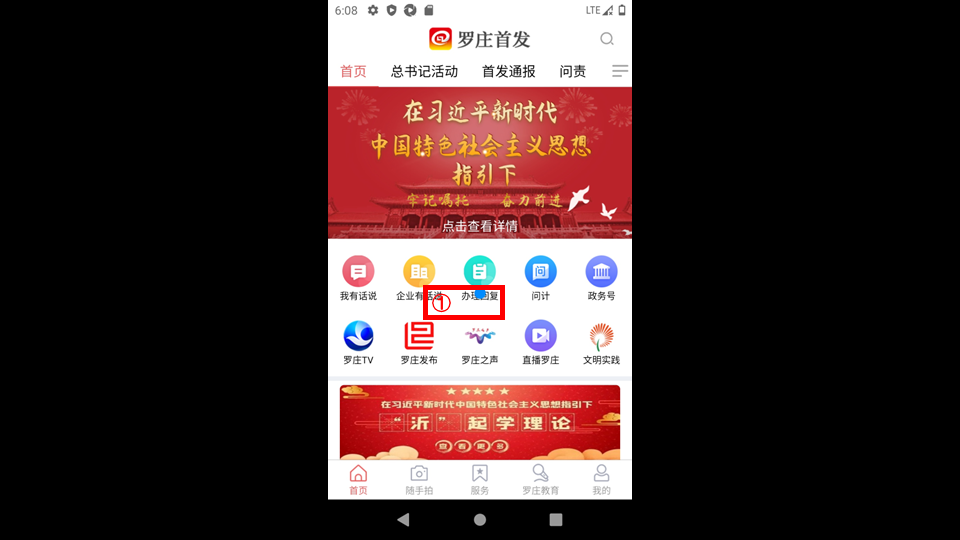 6:08
LTE
罗庄首发
首页 总书记活动 首发通报 问责
在习近平新时代
中国特色社会主义思想
指引下
牢记嘱托 奋力前进
点击查看详情
我有话说 企业有话说 办理回复 问计 政务号
①
罗庄TV 罗庄发布 罗庄之声 直播罗庄 文明实践
在习近平新时代中国特色社会主义思想指引下
“沂”起学理论
查看更多
首页 随手拍 服务 罗庄教育 我的